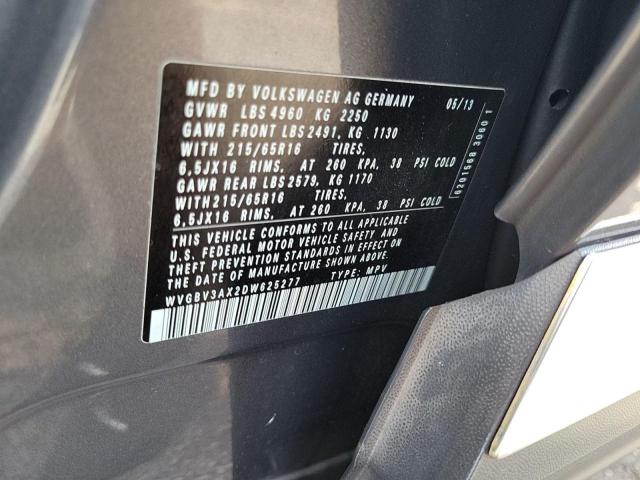 MFD BY VOLKSWAGEN AG GERMANY 05/13
GVWR LBS 4960 KG 2250
GAWR FRONT LBS 2491, KG 1130
WITH 215/65R16 TIRES,
6,5JX16 RIMS, AT 260 KPA, 38 PSI COLD
GAWR REAR LBS 2579, KG 1170
WITH 215/65R16 TIRES,
6,5JX16 RIMS, AT 260 KPA, 38 PSI COLD
THIS VEHICLE CONFORMS TO ALL APPLICABLE
U.S. FEDERAL MOTOR VEHICLE SAFETY AND
THEFT PREVENTION STANDARDS IN EFFECT ON
THE DATE OF MANUFACTURE SHOWN ABOVE
WVGBV3AX2DW625277 TYPE: MPV
6201568 3060 1